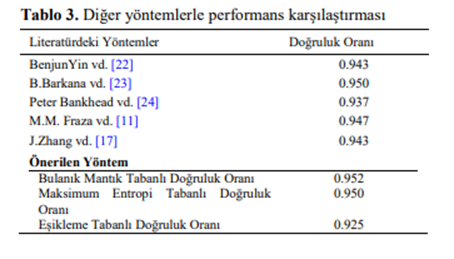 Tablo 3. Diğer yöntemlerle performans karşılaştırması
Literatürdeki Yöntemler Doğruluk Oranı
BenjunYin vd. [22] 0.943
B.Barkana vd. [23] 0.950
Peter Bankhead vd. [24] 0.937
M.M. Fraza vd. [11] 0.947
J.Zhang vd. [17] 0.943
Önerilen Yöntem
Bulanık Mantık Tabanlı Doğruluk Oranı 0.952
Maksimum Entropi Tabanlı Doğruluk 0.950
Oranı
Eşikleme Tabanlı Doğruluk Oranı 0.925